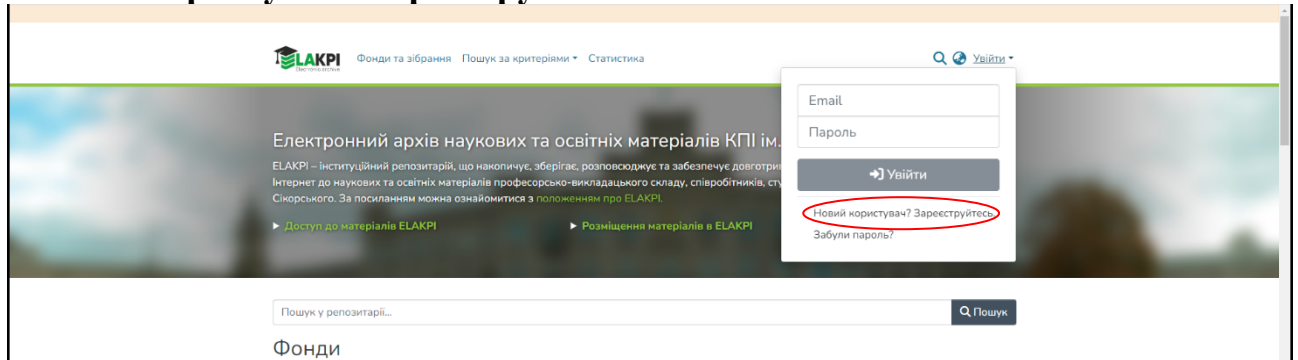 ELAKPI
Фонди та зібрання Пошук за критеріями Статистика Увійти
Email
Пароль
Увійти
Новий користувач? Зареєструйтесь
Забули пароль?
Електронний архів наукових та освітніх матеріалів КПІ ім.
ELAKPI – інституційний репозитарій, що накопичує, зберігає, розповсюджує та забезпечує довготри
Інтернет до наукових та освітніх матеріалів професорсько-викладацького складу, співробітників, сту
Сікорського. За посиланням можна ознайомитися з положенням про ELAKPI.
Доступ до матеріалів ELAKPI Розміщення матеріалів в ELAKPI
Пошук у репозитарії... Пошук
Фонди